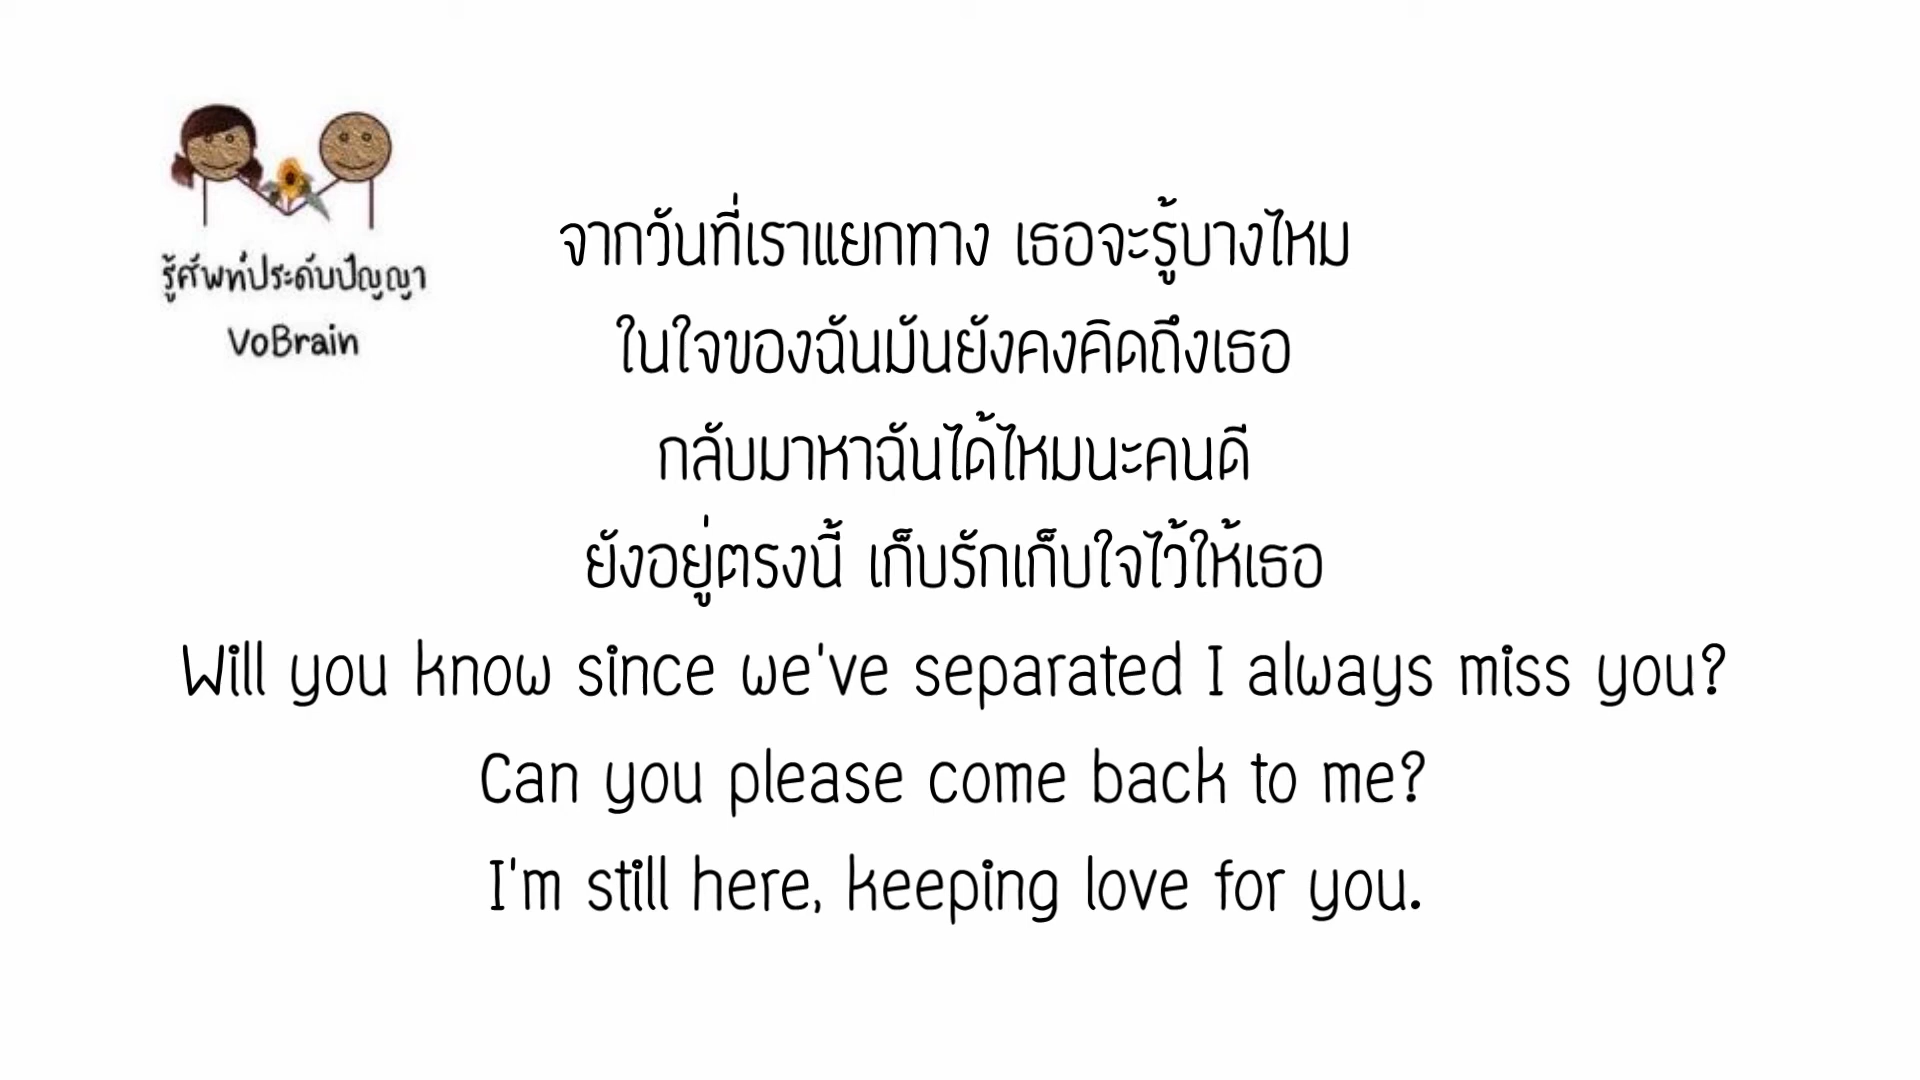 รู้ศัพท์ประดับปัญญา
VoBrain
จากวันที่เราแยกทาง เธอจะรู้บางไหม
ในใจของฉันมันยังคงคิดถึงเธอ
กลับมาหาฉันได้ไหมนะคนดี
ยังอยู่ตรงนี้ เก็บรักเก็บใจไว้ให้เธอ
Will you know since we've separated I always miss you?
Can you please come back to me?
I'm still here, keeping love for you.